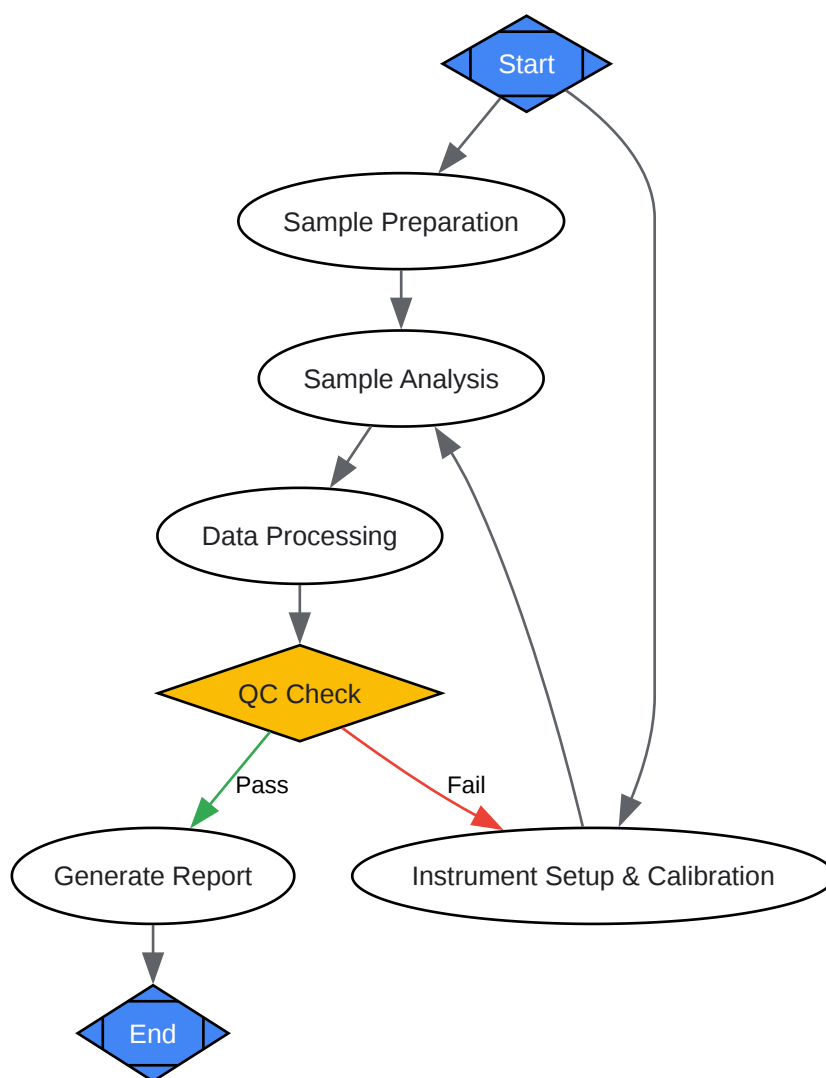 Start
Sample Preparation
Sample Analysis
Data Processing
QC Check
Pass
Fail
Generate Report
Instrument Setup & Calibration
End